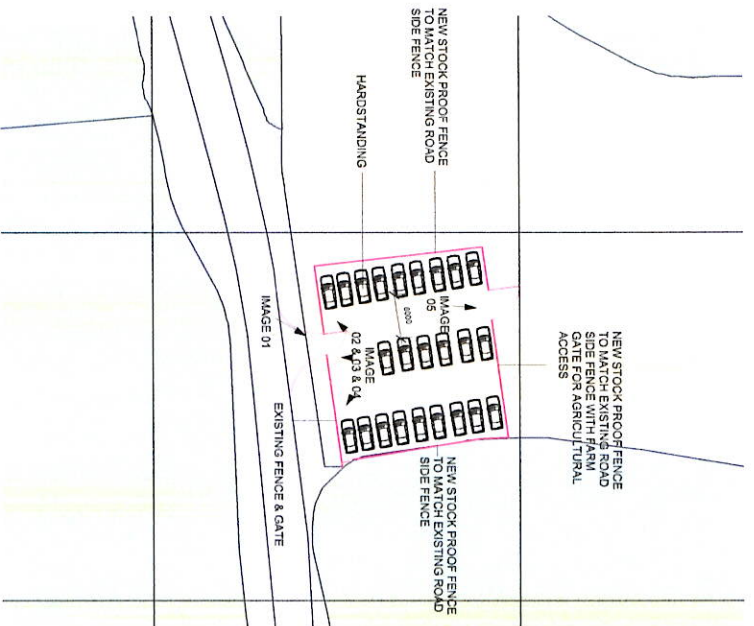 NEW STOCK PROOF FENCE
TO MATCH EXISTING ROAD
SIDE FENCE
HARDSTANDING
NEW STOCK PROOF FENCE
TO MATCH EXISTING ROAD
SIDE FENCE WITH FARM
GATE FOR AGRICULTURAL
ACCESS
IMAGE
05
6000
IMAGE
02 & 03 & 04
IMAGE 01
EXISTING FENCE & GATE
NEW STOCK PROOF FENCE
TO MATCH EXISTING ROAD
SIDE FENCE